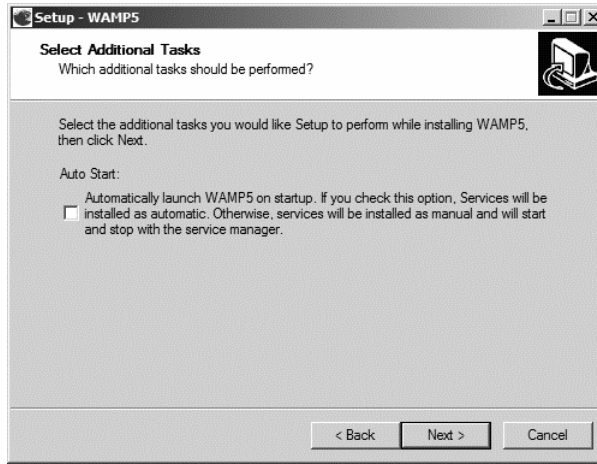 Setup - WAMP5
Select Additional Tasks
Which additional tasks should be performed?
Select the additional tasks you would like Setup to perform while installing WAMP5,
then click Next.
Auto Start:
Automatically launch WAMP5 on startup. If you check this option, Services will be
installed as automatic. Otherwise, services will be installed as manual and will start
and stop with the service manager.
< Back Next > Cancel